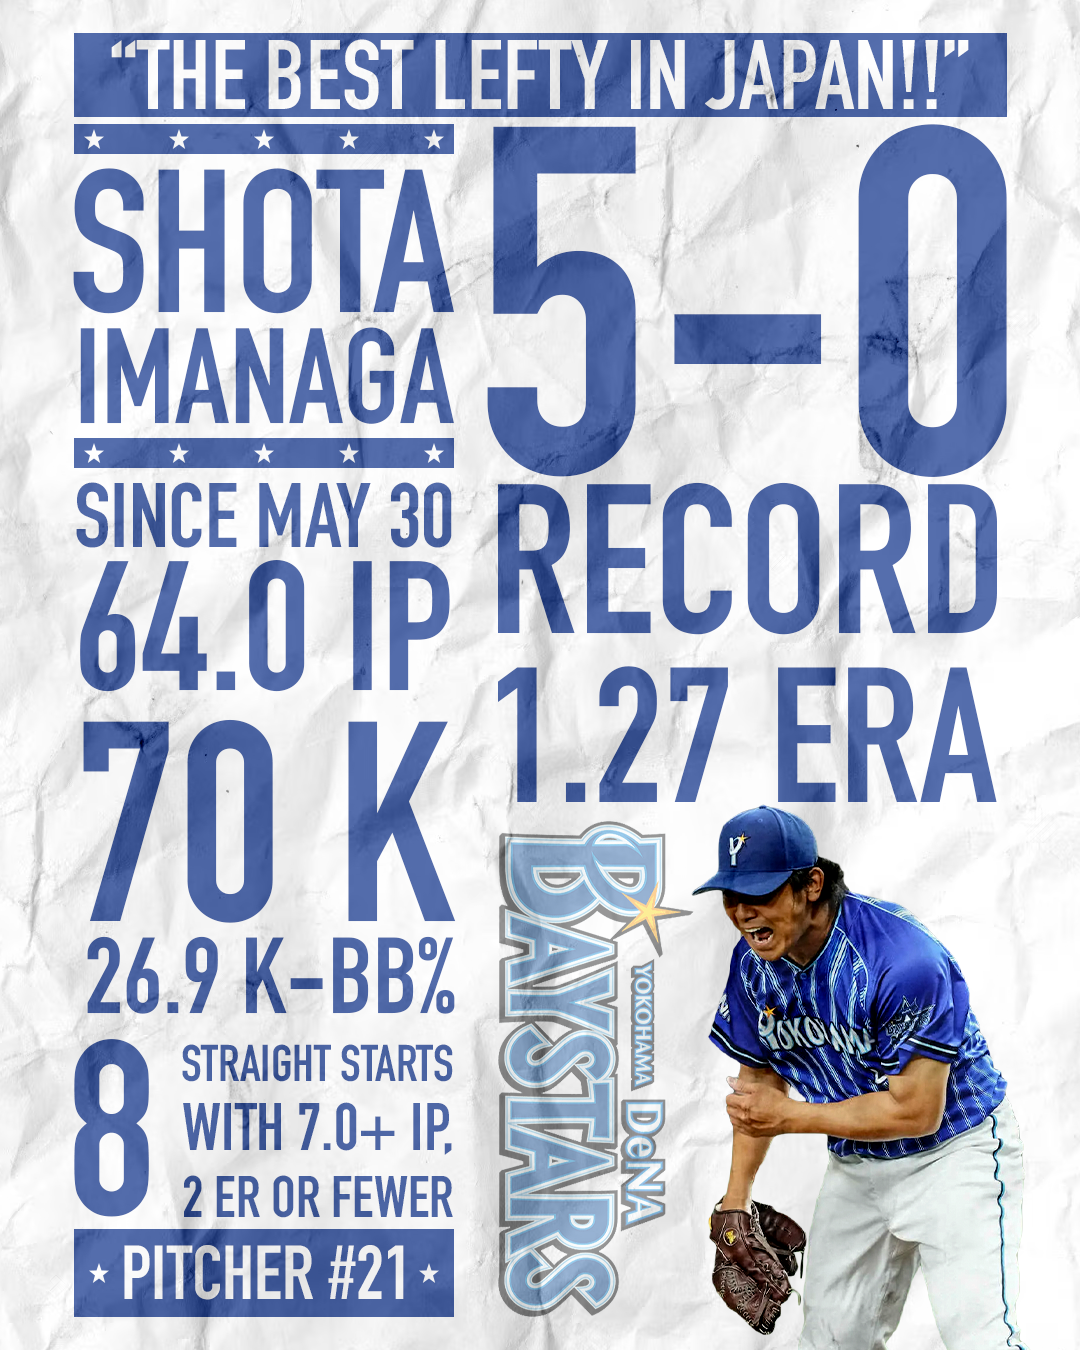 “THE BEST LEFTY IN JAPAN!!”
SHOTA
IMANAGA
SINCE MAY 30
64.0 IP
70 K
26.9 K-BB%
8 STRAIGHT STARTS
WITH 7.0+ IP,
2 ER OR FEWER
PITCHER #21
5-0
RECORD
1.27 ERA
YOKOHAMA DeNA
BAYSTARS
YOKOHAMA